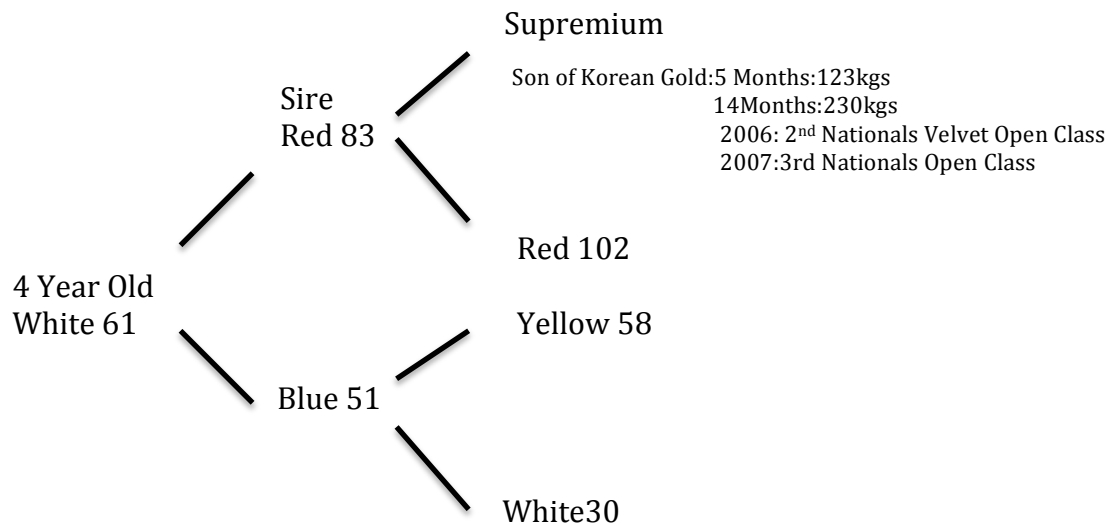 Supremium
Son of Korean Gold:5 Months:123kgs
14Months:230kgs
2006: 2nd Nationals Velvet Open Class
2007:3rd Nationals Open Class
Sire
Red 83
Red 102
4 Year Old
White 61
Yellow 58
Blue 51
White30